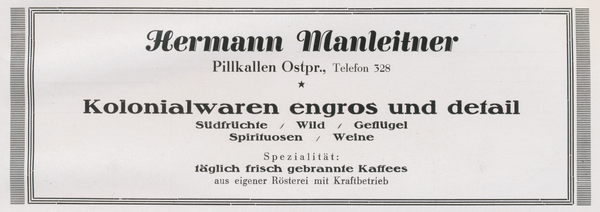 Hermann Manleitner
Pillkallen Ostpr., Telefon 328
★
Kolonialwaren engros und detail
Südfrüchte / Wild / Geflügel
Spirituosen / Weine
Spezialität:
täglich frisch gebrannte Kaffees
aus eigener Rösterei mit Kraftbetrieb